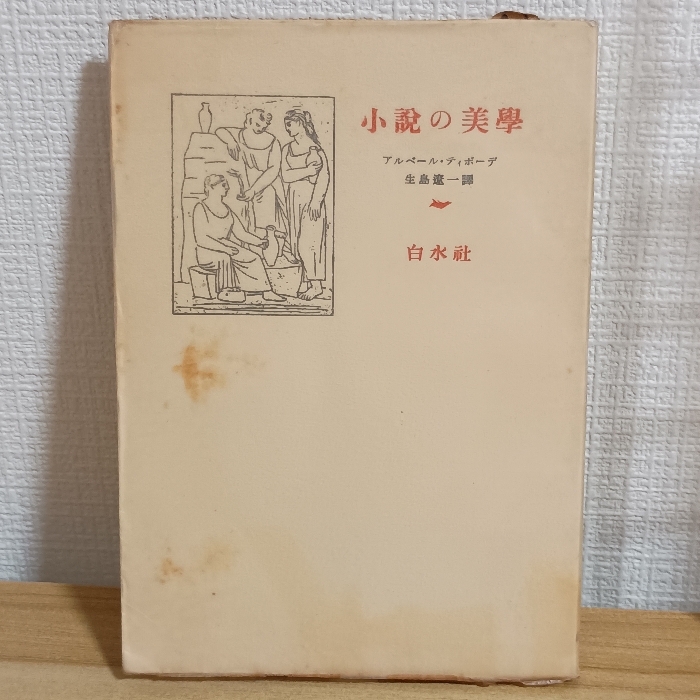 小說の美學
アルベール・ティボーデ
生島遼一譯
白水社